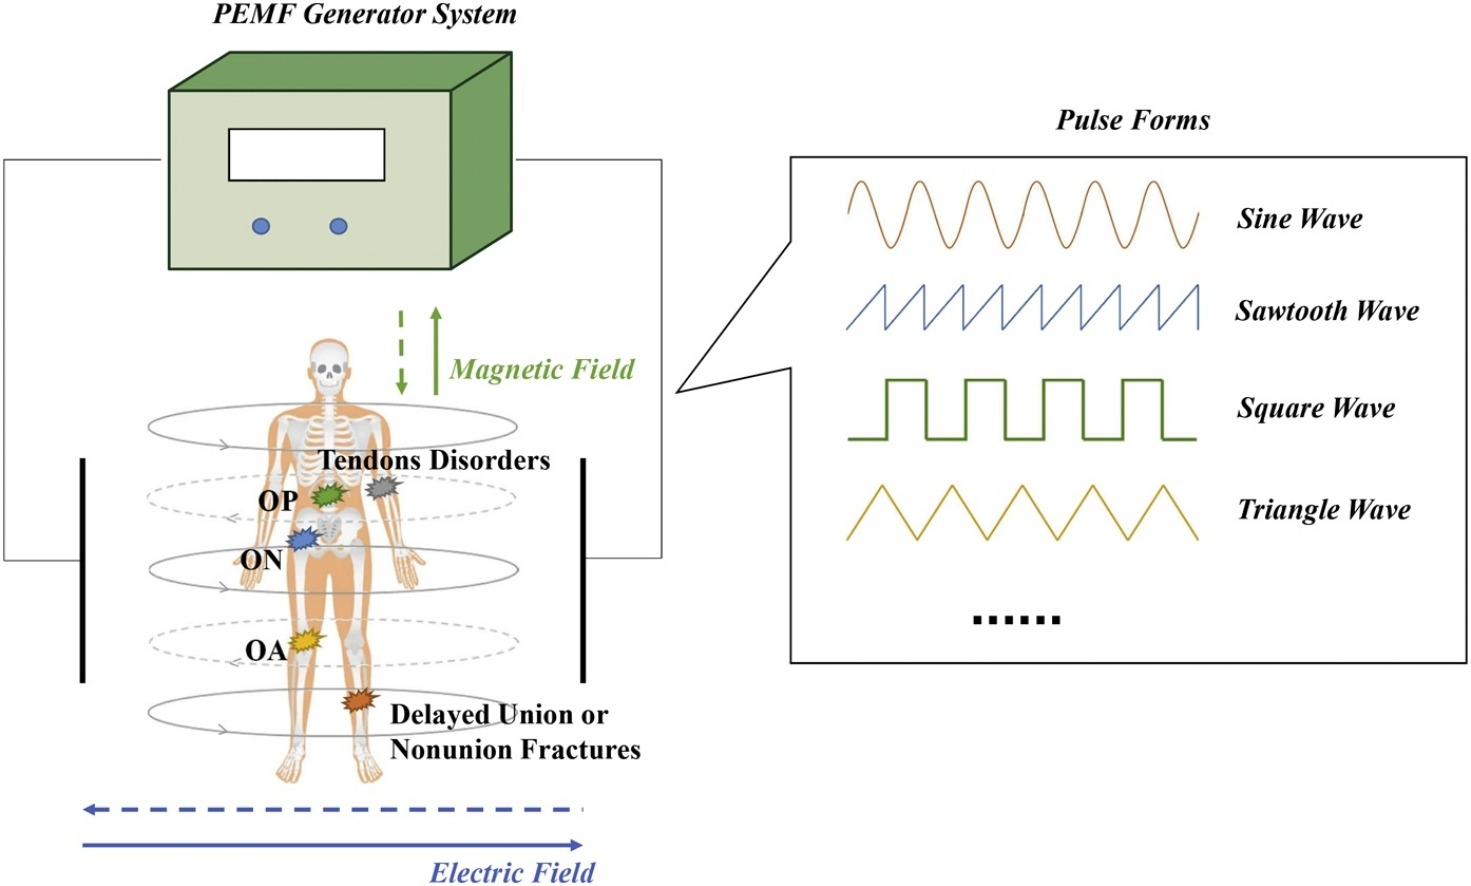 PEMF Generator System
Pulse Forms
Sine Wave
Sawtooth Wave
Square Wave
Triangle Wave
......
Magnetic Field
Tendons Disorders
OP
ON
OA
Delayed Union or
Nonunion Fractures
Electric Field